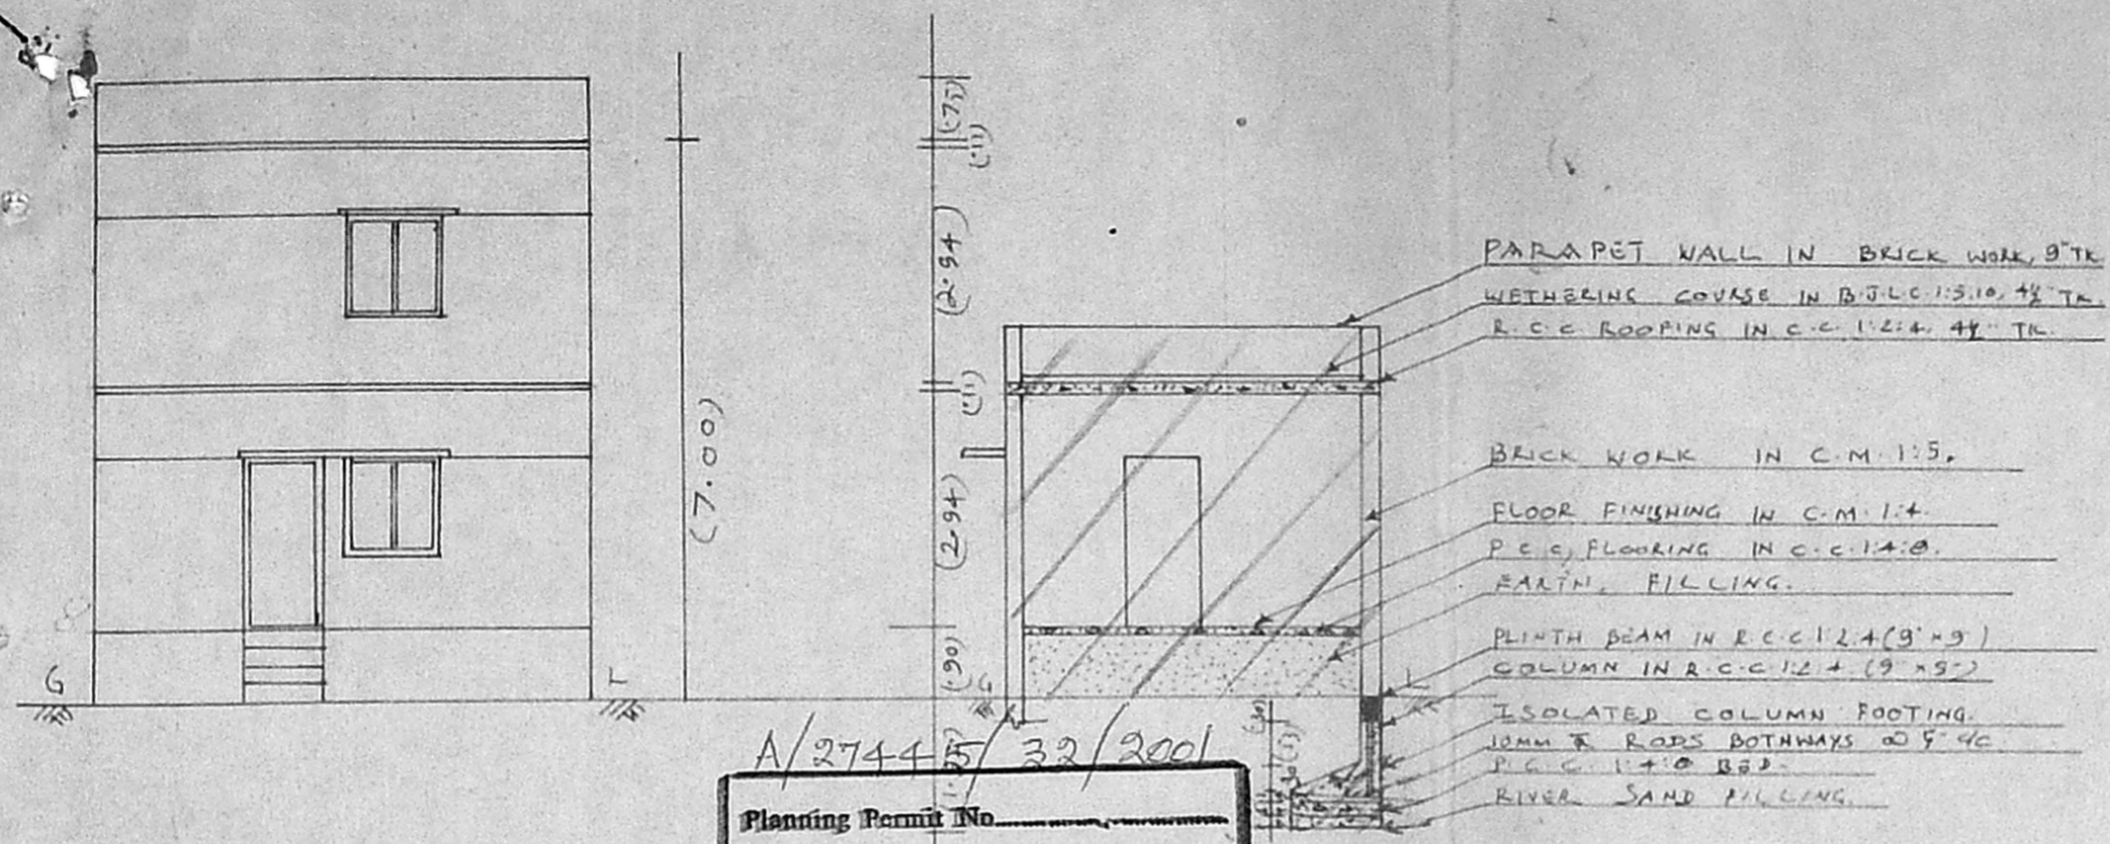 (.75)
(.11)
(2.94)
(.11)
(7.00)
(2.94)
(.90)
G
L
G
L
PARAPET WALL IN BRICK WORK, 9" TK
WETHERING COURSE IN B.J.L.C. 1:5:10, 4½" TK.
R.C.C ROOFING IN C.C. 1:2:4. 4½" TK.
BRICK WORK IN C.M. 1:5.
FLOOR FINISHING IN C.M. 1:4.
P.C.C, FLOORING IN C.C. 1:4:8.
EARTH, FILLING.
PLINTH BEAM IN R.C.C 1:2:4 (9" x 9")
COLUMN IN R.C.C. 1:2:4 (9" x 9")
ISOLATED COLUMN FOOTING.
10MM RODS BOTHWAYS C/C
P.C.C. 1:4:8 BED.
RIVER SAND FILLING.
A/27445/32/2001
Planning Permit No